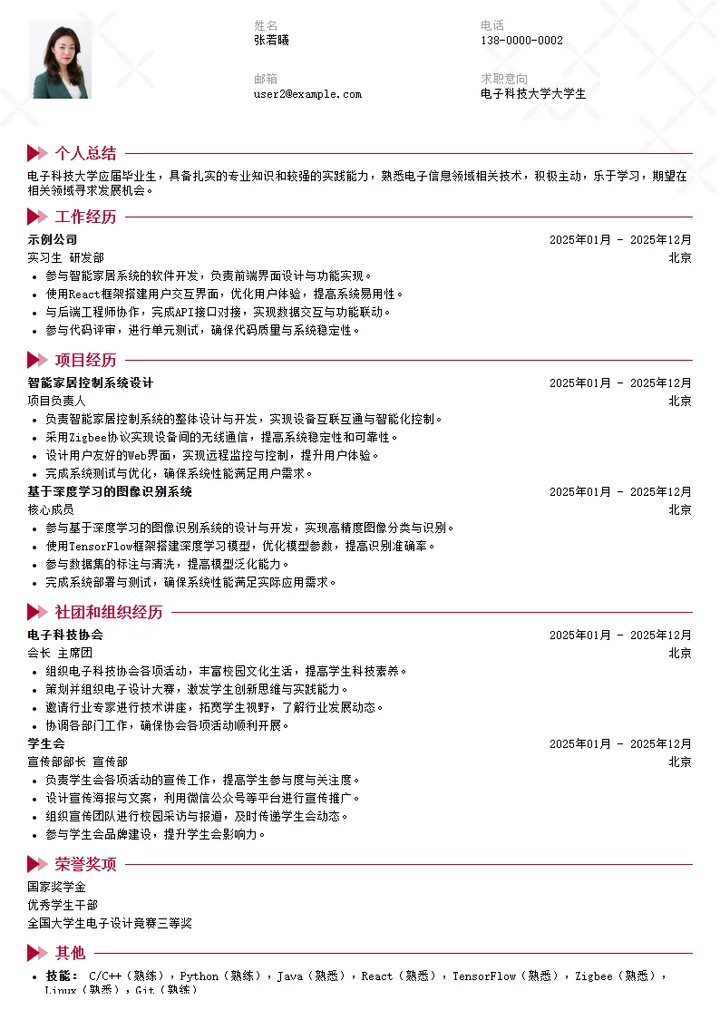 姓名
张若曦
电话
138-0000-0002
邮箱
user2@example.com
求职意向
电子科技大学大学生
个人总结
电子科技大学应届毕业生，具备扎实的专业知识和较强的实践能力，熟悉电子信息领域相关技术，积极主动，乐于学习，期望在
相关领域寻求发展机会。
工作经历
示例公司 2025年01月 - 2025年12月
实习生 研发部 北京
• 参与智能家居系统的软件开发，负责前端界面设计与功能实现。
• 使用React框架搭建用户交互界面，优化用户体验，提高系统易用性。
• 与后端工程师协作，完成API接口对接，实现数据交互与功能联动。
• 参与代码评审，进行单元测试，确保代码质量与系统稳定性。
项目经历
智能家居控制系统设计 2025年01月 - 2025年12月
项目负责人 北京
• 负责智能家居控制系统的整体设计与开发，实现设备互联互通与智能化控制。
• 采用Zigbee协议实现设备间的无线通信，提高系统稳定性和可靠性。
• 设计用户友好的Web界面，实现远程监控与控制，提升用户体验。
• 完成系统测试与优化，确保系统性能满足用户需求。
基于深度学习的图像识别系统 2025年01月 - 2025年12月
核心成员 北京
• 参与基于深度学习的图像识别系统的设计与开发，实现高精度图像分类与识别。
• 使用TensorFlow框架搭建深度学习模型，优化模型参数，提高识别准确率。
• 参与数据集的标注与清洗，提高模型泛化能力。
• 完成系统部署与测试，确保系统性能满足实际应用需求。
社团和组织经历
电子科技协会 2025年01月 - 2025年12月
会长 主席团 北京
• 组织电子科技协会各项活动，丰富校园文化生活，提高学生科技素养。
• 策划并组织电子设计大赛，激发学生创新思维与实践能力。
• 邀请行业专家进行技术讲座，拓宽学生视野，了解行业发展动态。
• 协调各部门工作，确保协会各项活动顺利开展。
学生会 2025年01月 - 2025年12月
宣传部部长 宣传部 北京
• 负责学生会各项活动的宣传工作，提高学生参与度与关注度。
• 设计宣传海报与文案，利用微信公众号等平台进行宣传推广。
• 组织宣传团队进行校园采访与报道，及时传递学生会动态。
• 参与学生会品牌建设，提升学生会影响力。
荣誉奖项
国家奖学金
优秀学生干部
全国大学生电子设计竞赛三等奖
其他
• 技能： C/C++（熟练），Python（熟练），Java（熟悉），React（熟悉），TensorFlow（熟悉），Zigbee（熟悉），
Linux（熟悉），Git（熟练）